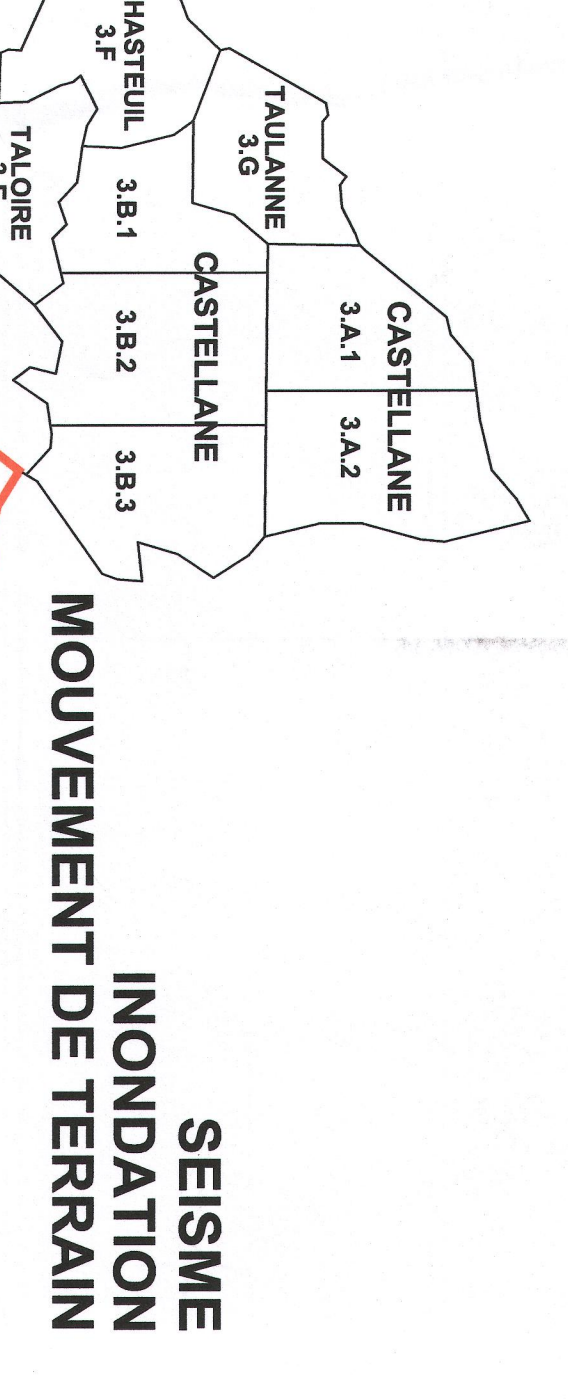 SEISME
INONDATION
MOUVEMENT DE TERRAIN
CASTELLANE
3.A.1
3.A.2
TAULANNE
3.G
CASTELLANE
3.B.1
3.B.2
3.B.3
HASTEUIL
3.F
TALOIRE